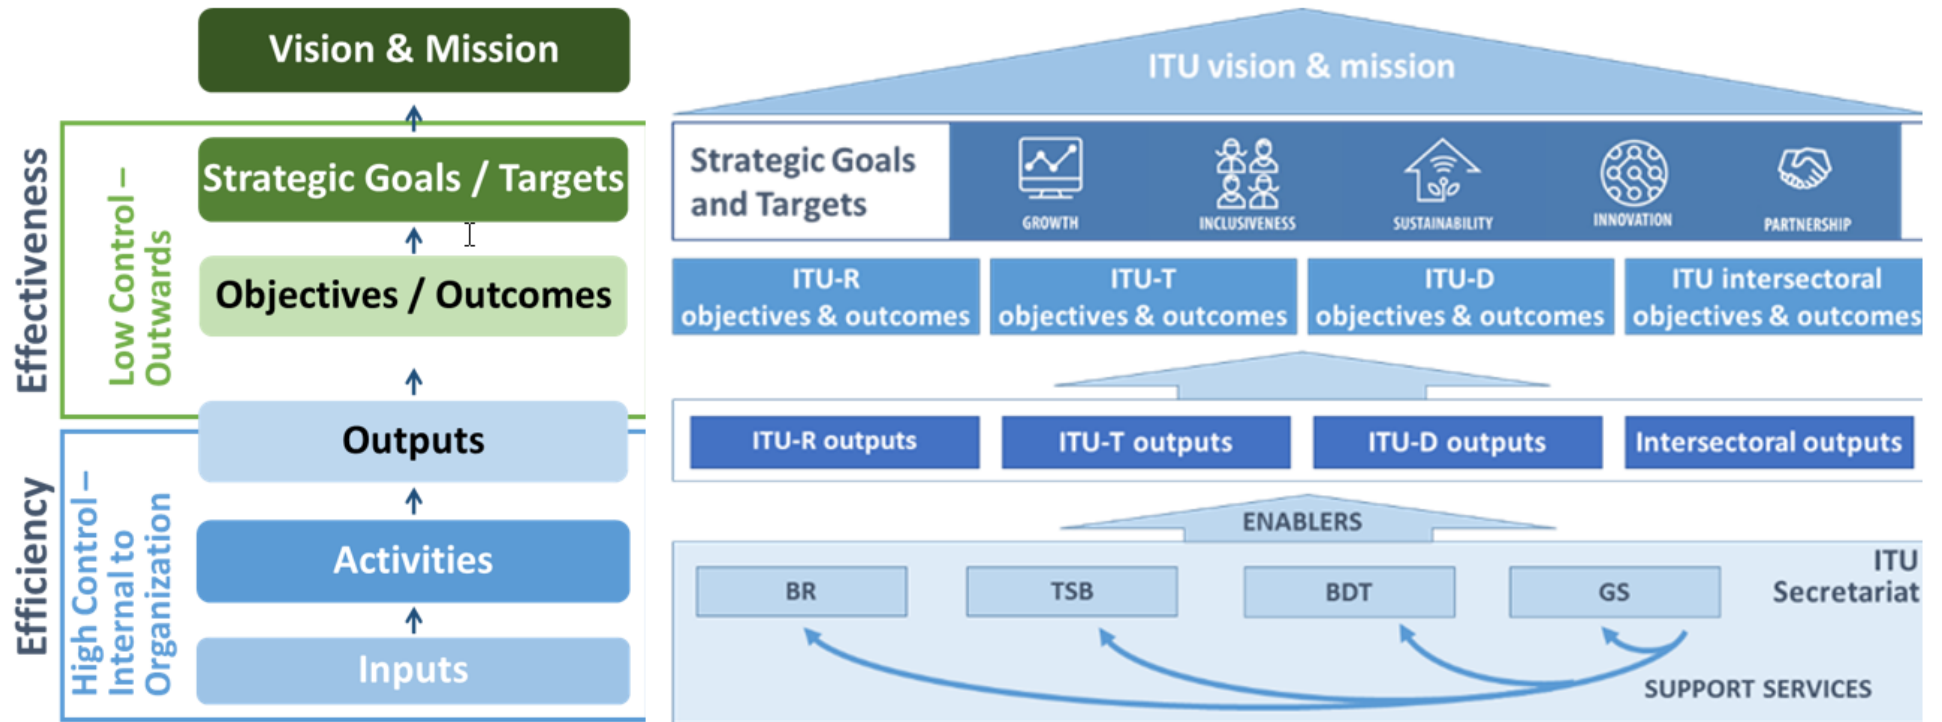 Vision & Mission
Effectiveness
Low Control –
Outwards
Strategic Goals / Targets
Objectives / Outcomes
Efficiency
High Control –
Internal to
Organization
Outputs
Activities
Inputs
ITU vision & mission
Strategic Goals
and Targets
GROWTH
INCLUSIVENESS
SUSTAINABILITY
INNOVATION
PARTNERSHIP
ITU-R
objectives & outcomes
ITU-T
objectives & outcomes
ITU-D
objectives & outcomes
ITU intersectoral
objectives & outcomes
ITU-R outputs
ITU-T outputs
ITU-D outputs
Intersectoral outputs
ENABLERS
ITU
Secretariat
BR
TSB
BDT
GS
SUPPORT SERVICES